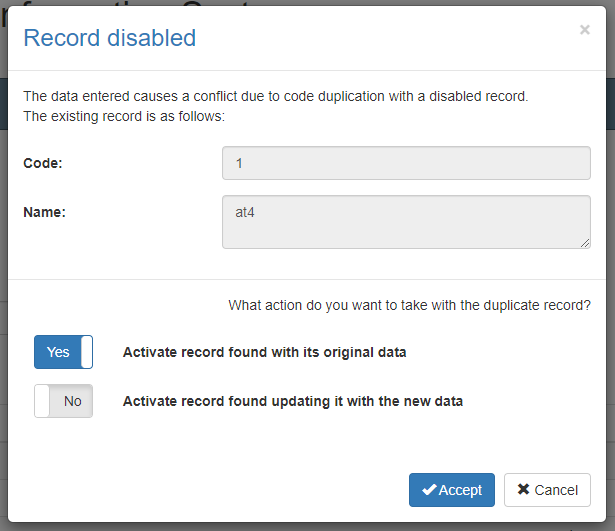 Record disabled
×
The data entered causes a conflict due to code duplication with a disabled record.
The existing record is as follows:
Code:
1
Name:
at4
What action do you want to take with the duplicate record?
Yes
Activate record found with its original data
No
Activate record found updating it with the new data
Accept
Cancel